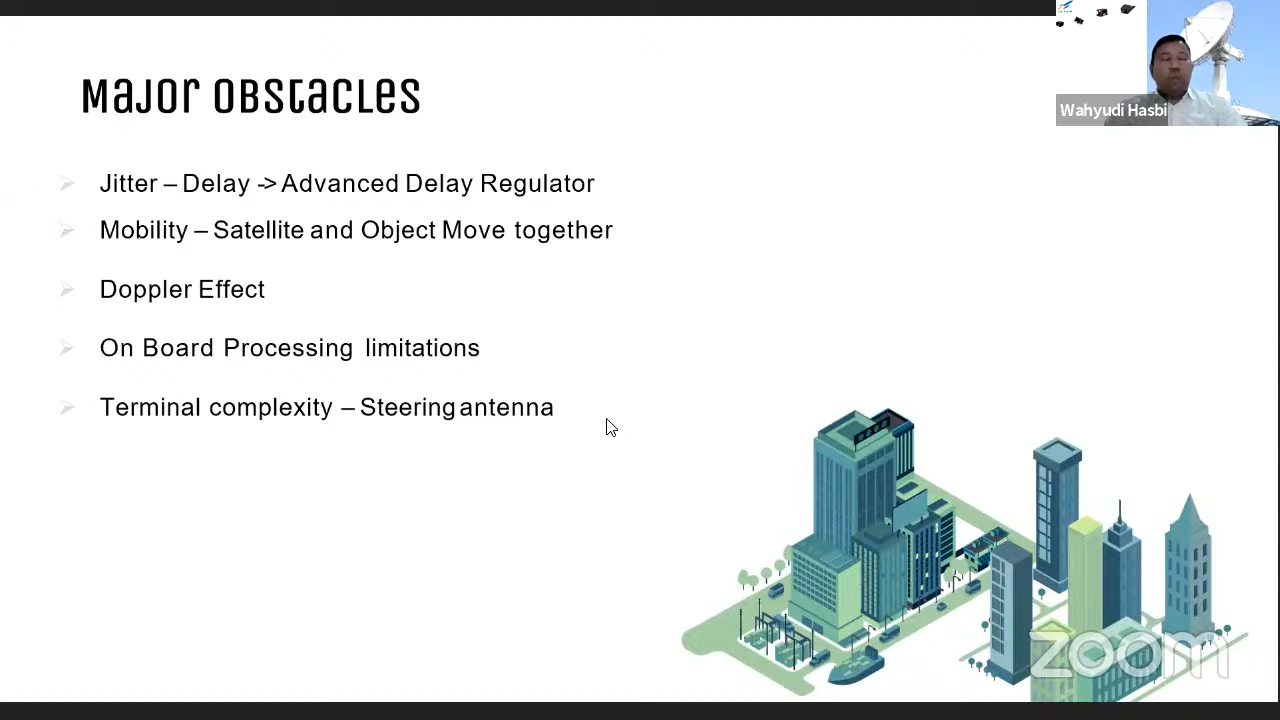 Major Obstacles
Wahyudi Hasbi
Jitter – Delay -> Advanced Delay Regulator
Mobility – Satellite and Object Move together
Doppler Effect
On Board Processing limitations
Terminal complexity – Steering antenna
zoom